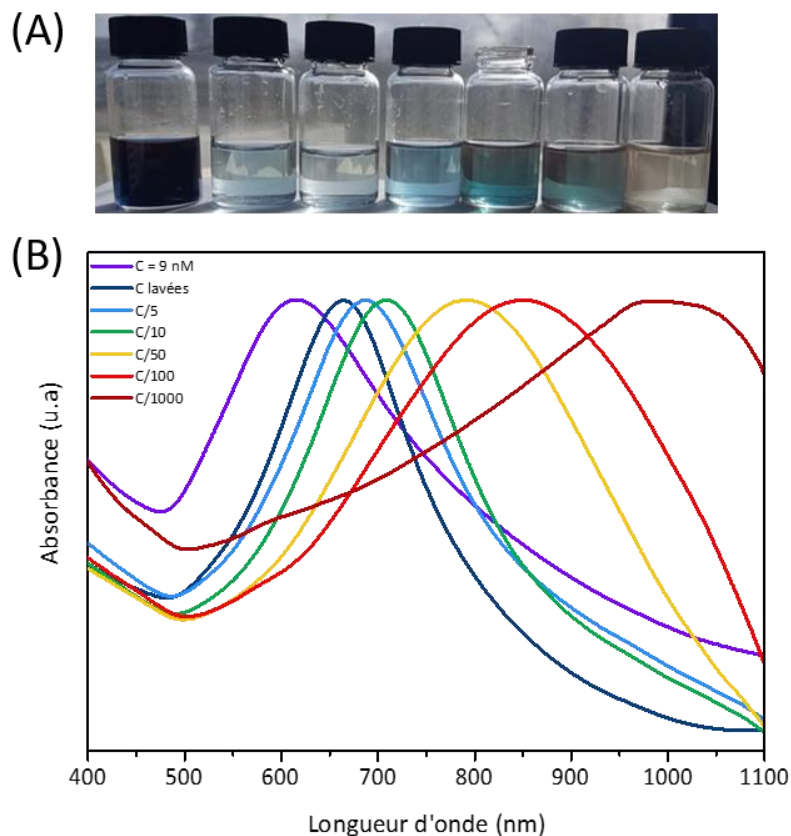 (A)
(B)
C = 9 nM
C lavées
C/5
C/10
C/50
C/100
C/1000
Absorbance (u.a)
400 500 600 700 800 900 1000 1100
Longueur d'onde (nm)